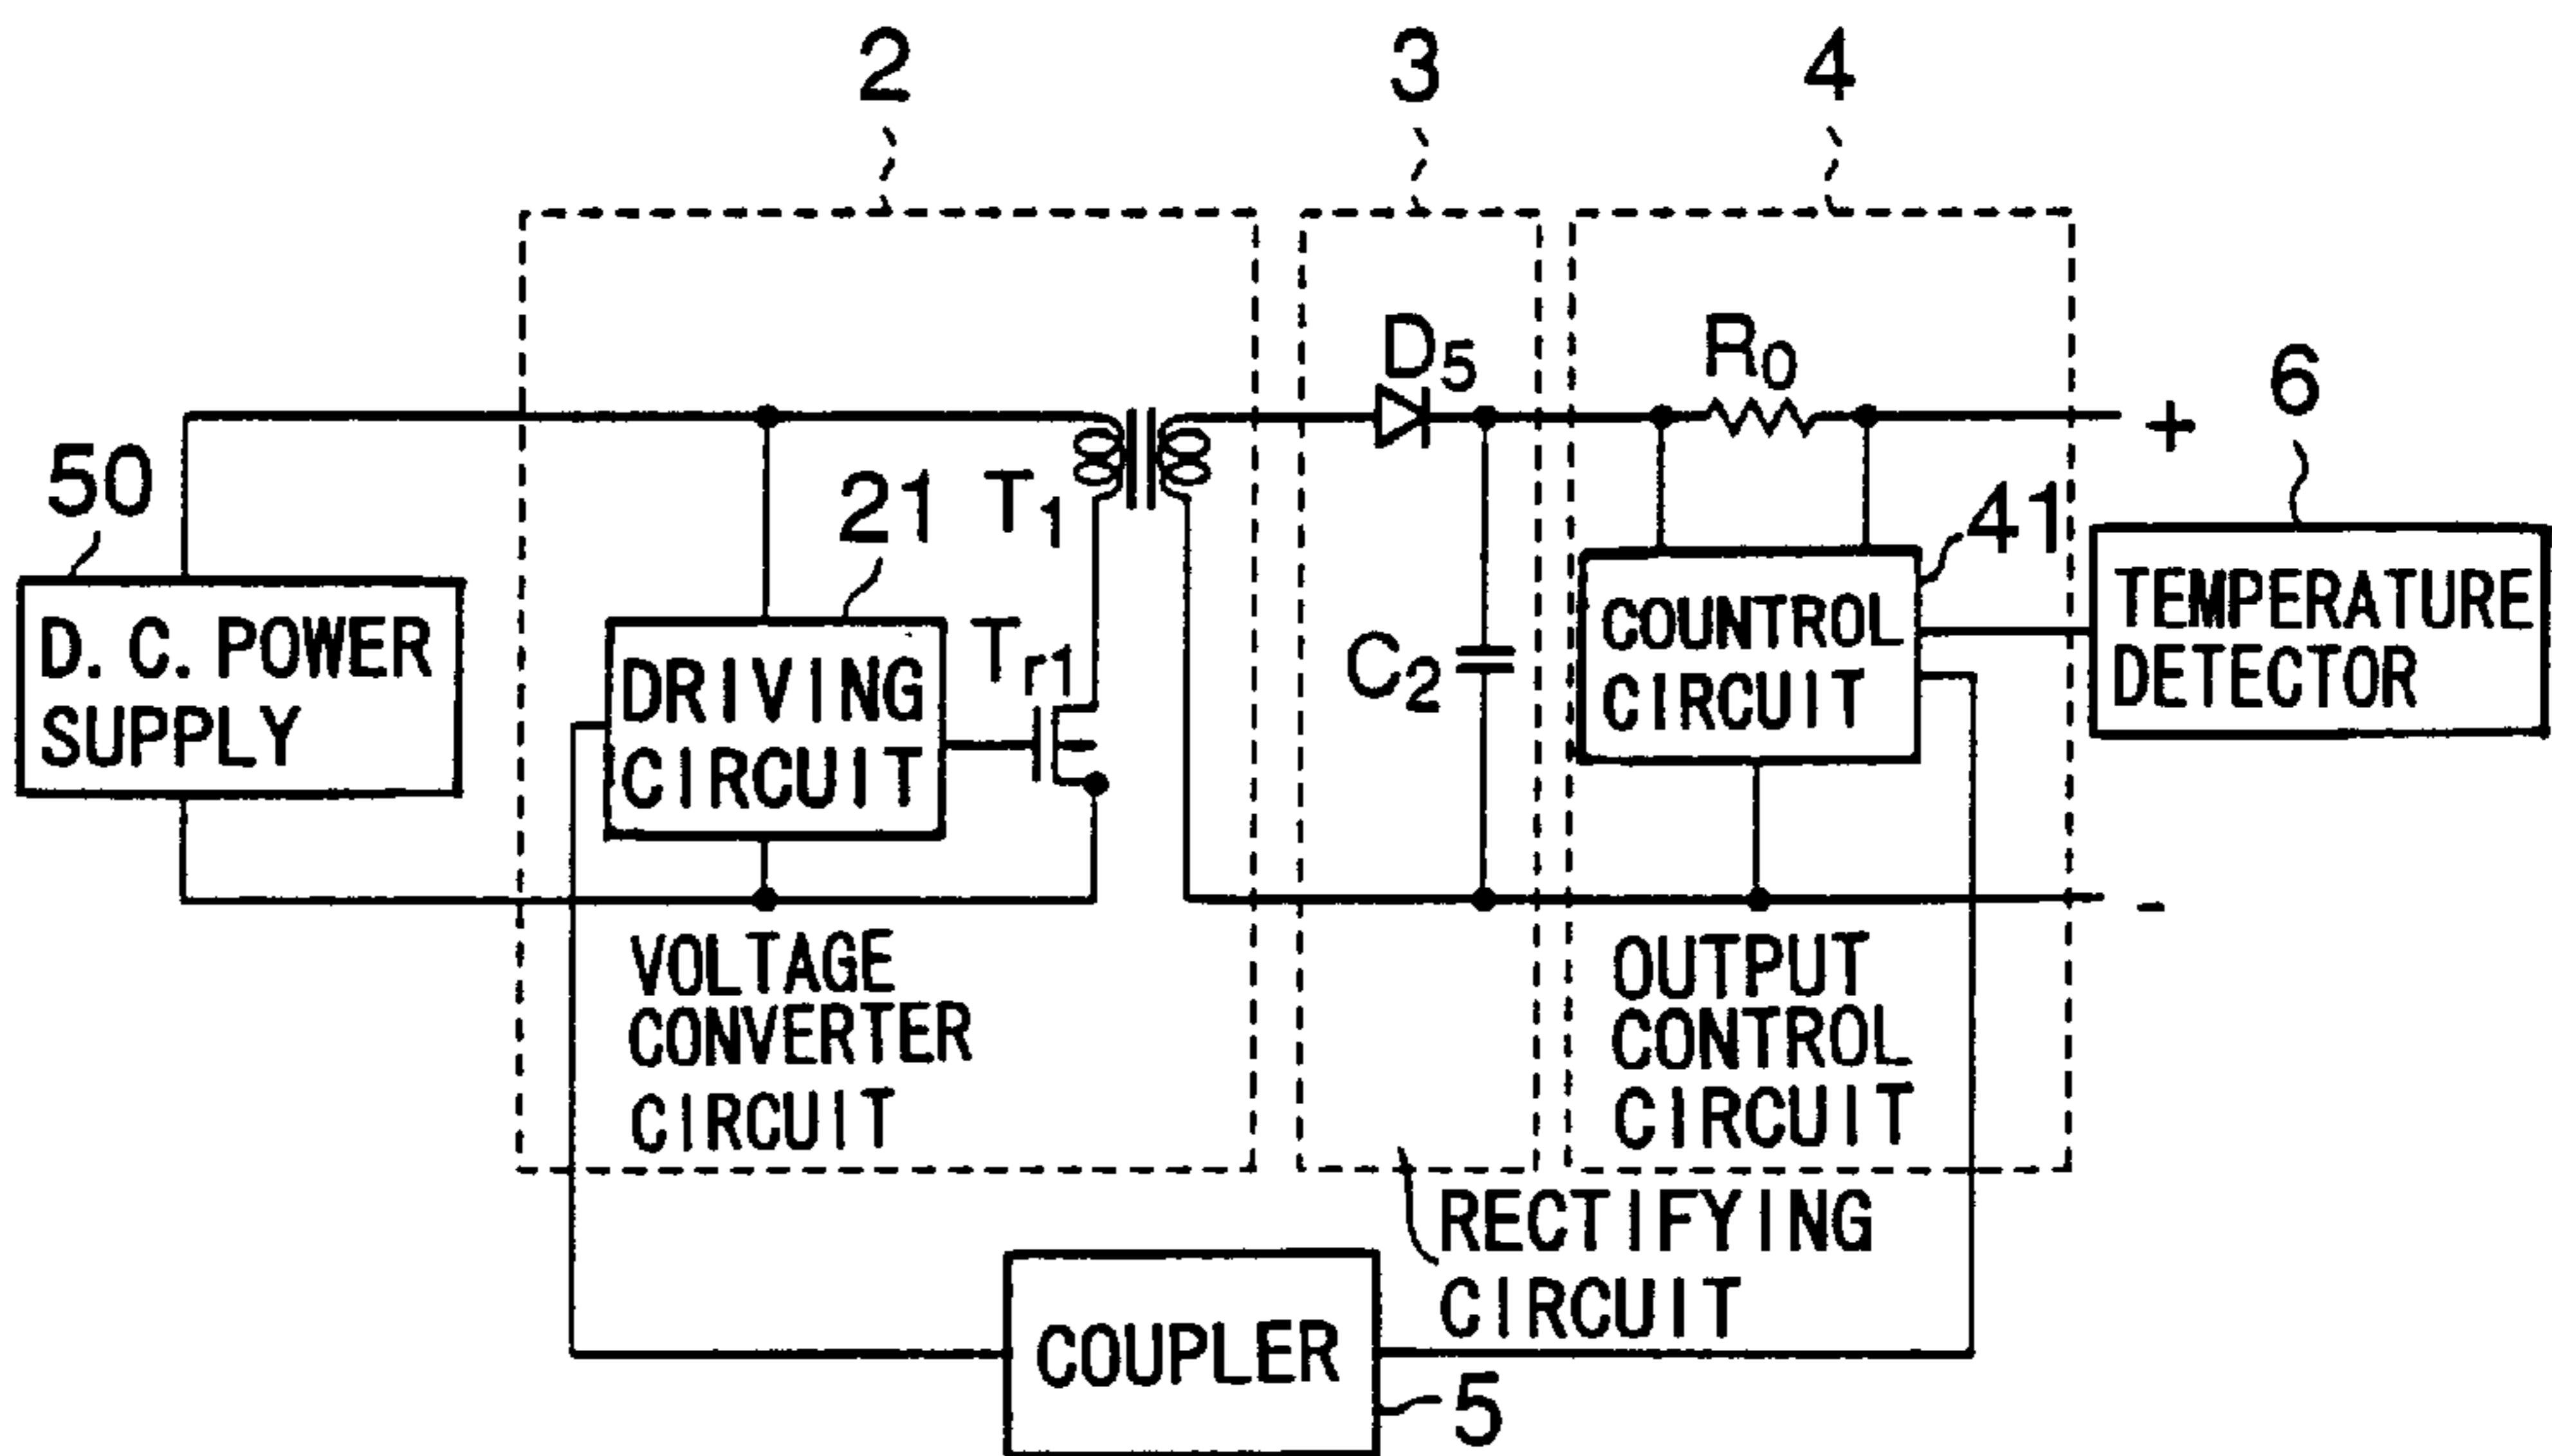 2
3
4
D5
R0
6
+
50
21
T1
41
D.C. POWER
SUPPLY
DRIVING
CIRCUIT
Tr1
C2
COUNTROL
CIRCUIT
TEMPERATURE
DETECTOR
-
VOLTAGE
CONVERTER
CIRCUIT
OUTPUT
CONTROL
CIRCUIT
RECTIFYING
CIRCUIT
COUPLER
5